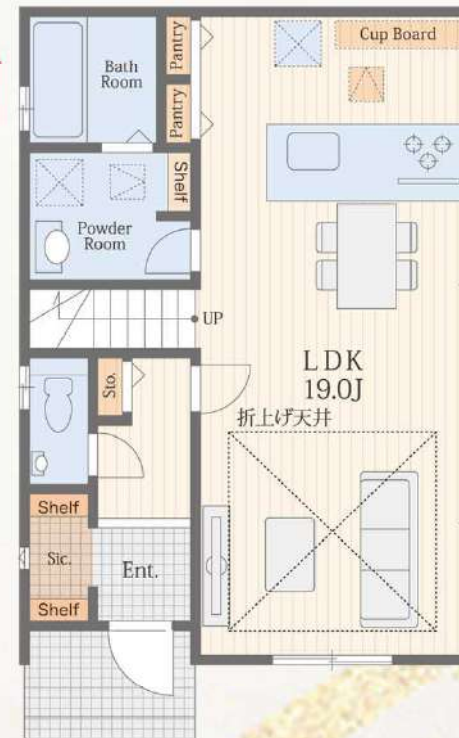 Bath
Room
Pantry
Pantry
Cup Board
Shelf
Powder
Room
UP
LDK
19.0J
折上げ天井
Sto.
Shelf
Sic.
Shelf
Ent.